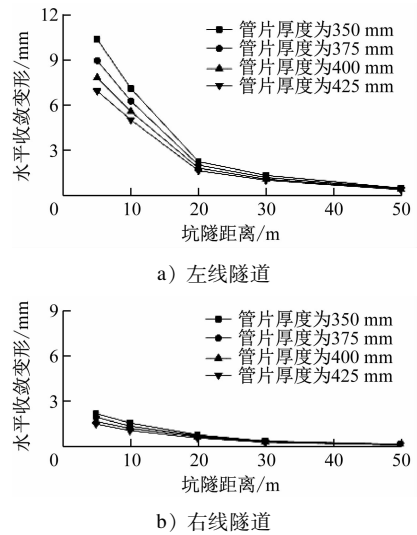 12
9
6
3
水平收敛变形/mm
管片厚度为350 mm
管片厚度为375 mm
管片厚度为400 mm
管片厚度为425 mm
0 10 20 30 40 50
坑隧距离/m
a）左线隧道
9
6
3
水平收敛变形/mm
管片厚度为350 mm
管片厚度为375 mm
管片厚度为400 mm
管片厚度为425 mm
0 10 20 30 40 50
坑隧距离/m
b）右线隧道